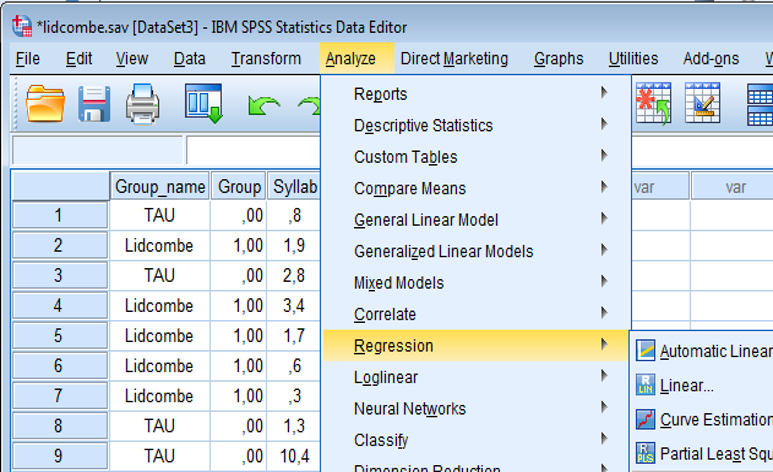 *lidcombe.sav [DataSet3] - IBM SPSS Statistics Data Editor
File Edit View Data Transform Analyze Direct Marketing Graphs Utilities Add-ons
Reports
Descriptive Statistics
Custom Tables
Compare Means
General Linear Model
Generalized Linear Models
Mixed Models
Correlate
Regression
Loglinear
Neural Networks
Classify
Dimension Reduction
Automatic Linear
Linear...
Curve Estimation
Partial Least Squ
Group_name Group Syllab var var
1 TAU ,00 ,8
2 Lidcombe 1,00 1,9
3 TAU ,00 2,8
4 Lidcombe 1,00 3,4
5 Lidcombe 1,00 1,7
6 Lidcombe 1,00 ,6
7 Lidcombe 1,00 ,3
8 TAU ,00 1,3
9 TAU ,00 10,4